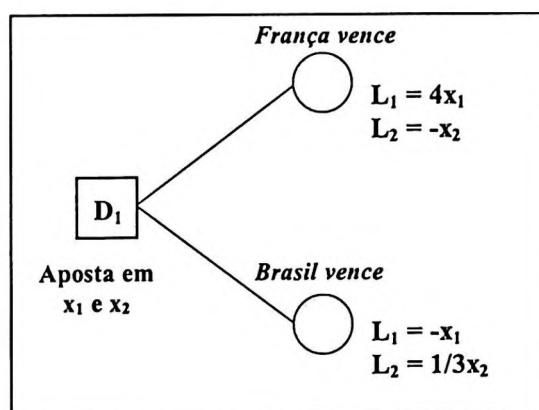 França vence
L₁ = 4x₁
L₂ = -x₂
D₁
Aposta em
x₁ e x₂
Brasil vence
L₁ = -x₁
L₂ = 1/3x₂